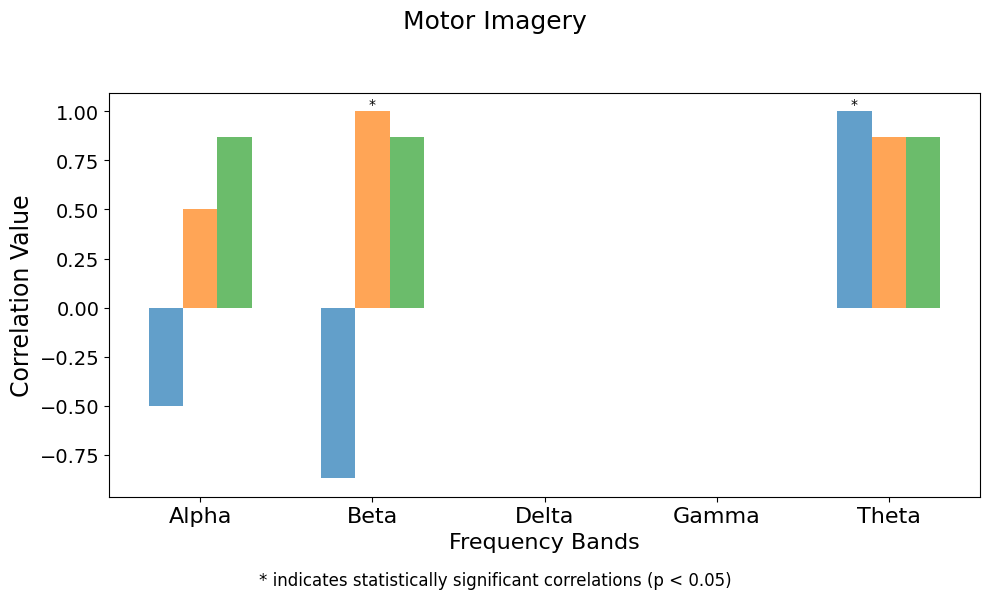 Motor Imagery
*
*
1.00
0.75
0.50
0.25
0.00
−0.25
−0.50
−0.75
Correlation Value
Alpha Beta Delta Gamma Theta
Frequency Bands
* indicates statistically significant correlations (p < 0.05)